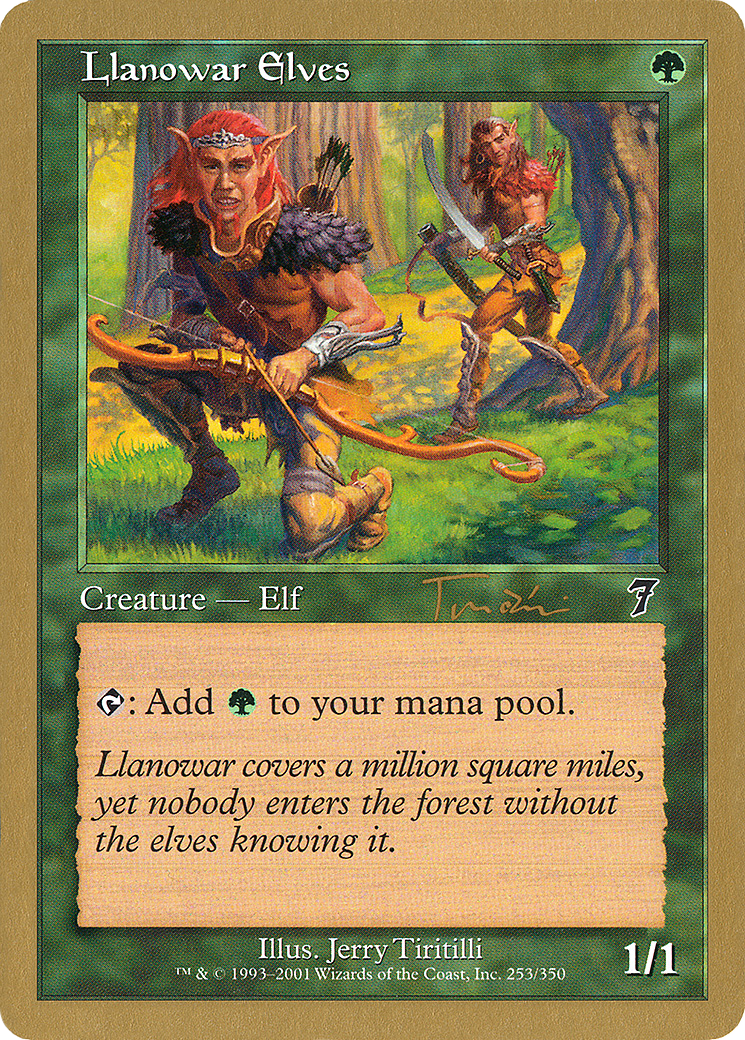 Llanowar Elves
Creature — Elf
7
: Add to your mana pool.
Llanowar covers a million square miles,
yet nobody enters the forest without
the elves knowing it.
Illus. Jerry Tiritilli
™ & © 1993–2001 Wizards of the Coast, Inc. 253/350
1/1